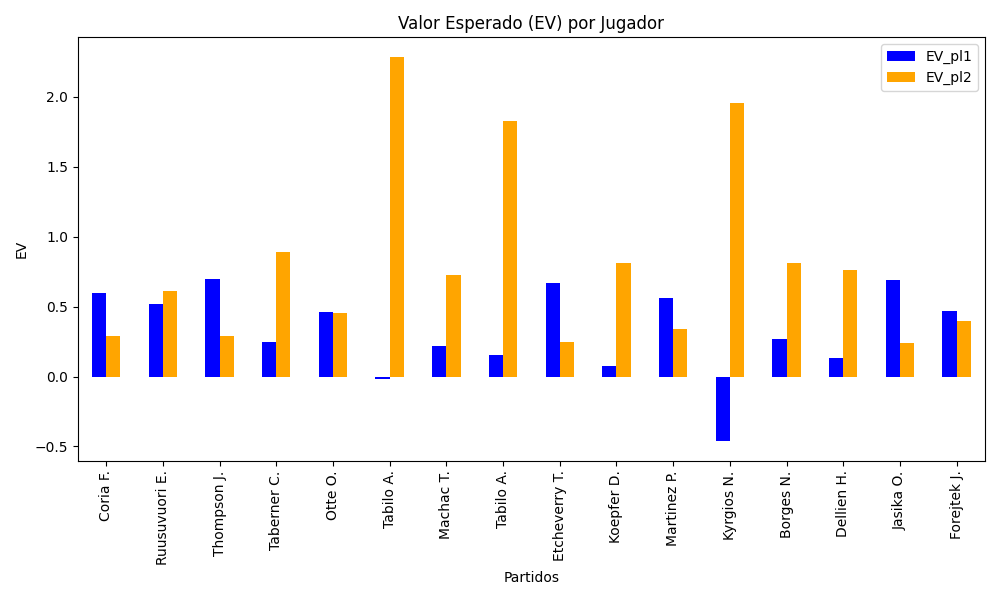 Valor Esperado (EV) por Jugador
EV_pl1
EV_pl2
EV
2.0
1.5
1.0
0.5
0.0
−0.5
Coria F.
Ruusuvuori E.
Thompson J.
Taberner C.
Otte O.
Tabilo A.
Machac T.
Tabilo A.
Etcheverry T.
Koepfer D.
Martinez P.
Kyrgios N.
Borges N.
Dellien H.
Jasika O.
Forejtek J.
Partidos